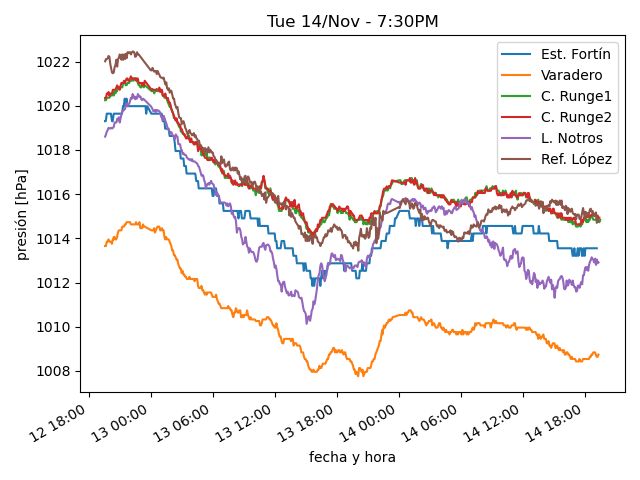 Tue 14/Nov - 7:30PM
Est. Fortín
Varadero
C. Runge1
C. Runge2
L. Notros
Ref. López
presión [hPa]
1022
1020
1018
1016
1014
1012
1010
1008
12 18:00
13 00:00
13 06:00
13 12:00
13 18:00
14 00:00
14 06:00
14 12:00
14 18:00
fecha y hora